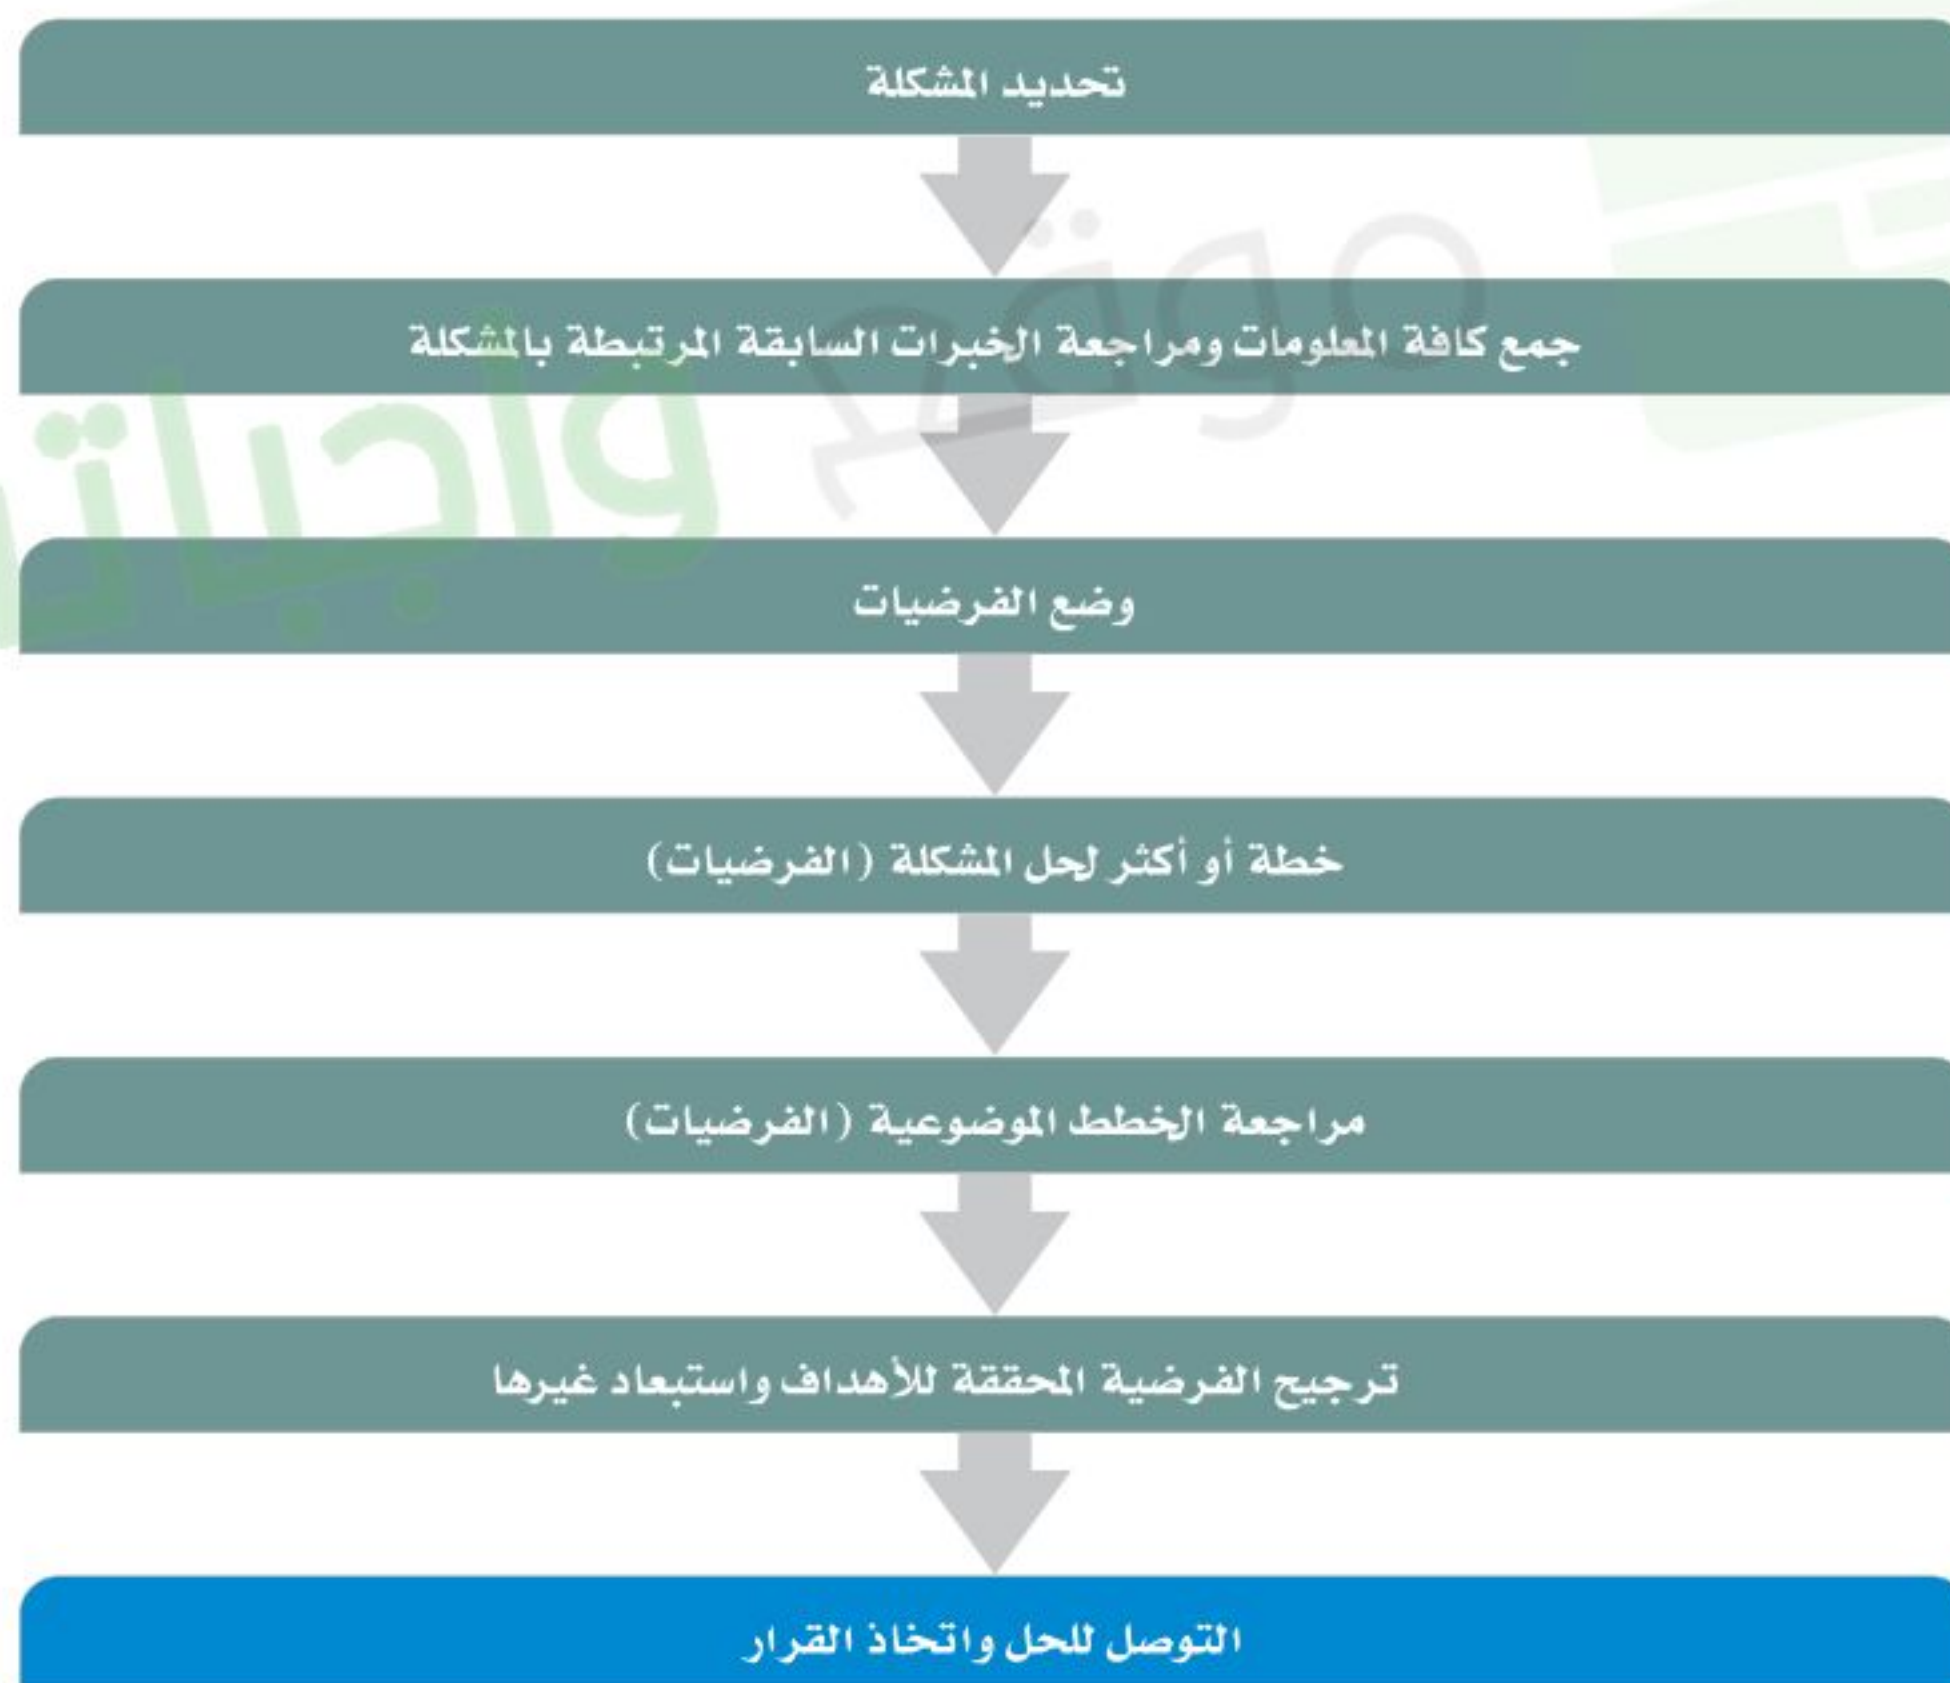 تحديد المشكلة
جمع كافة المعلومات ومراجعة الخبرات السابقة المرتبطة بالمشكلة
وضع الفرضيات
خطة أو أكثر لحل المشكلة (الفرضيات)
مراجعة الخطط الموضوعية (الفرضيات)
ترجيح الفرضية المحققة للأهداف واستبعاد غيرها
التوصل للحل واتخاذ القرار
موقع